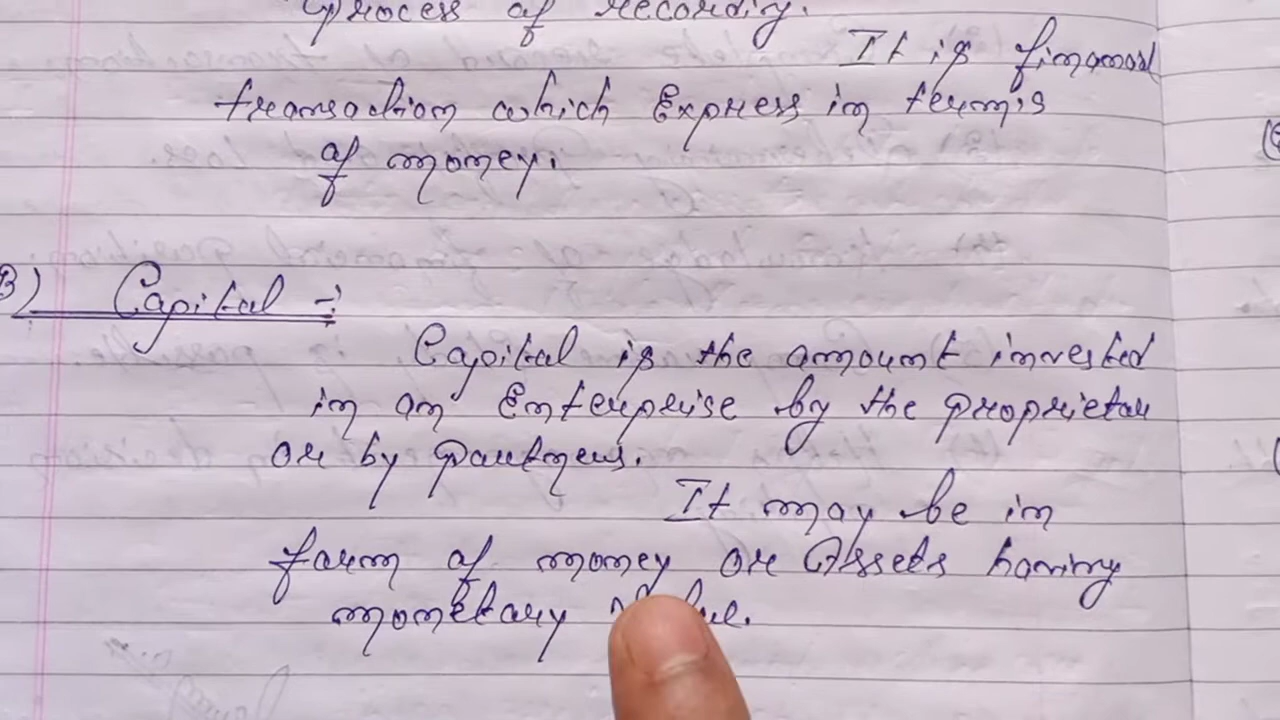 process of recording.
It is financial
transaction which Express in terms
of money.
B) Capital :-
Capital is the amount invested
in an Enterprise by the proprietor
or by partners.
It may be in
form of money or Assets having
monetary value.